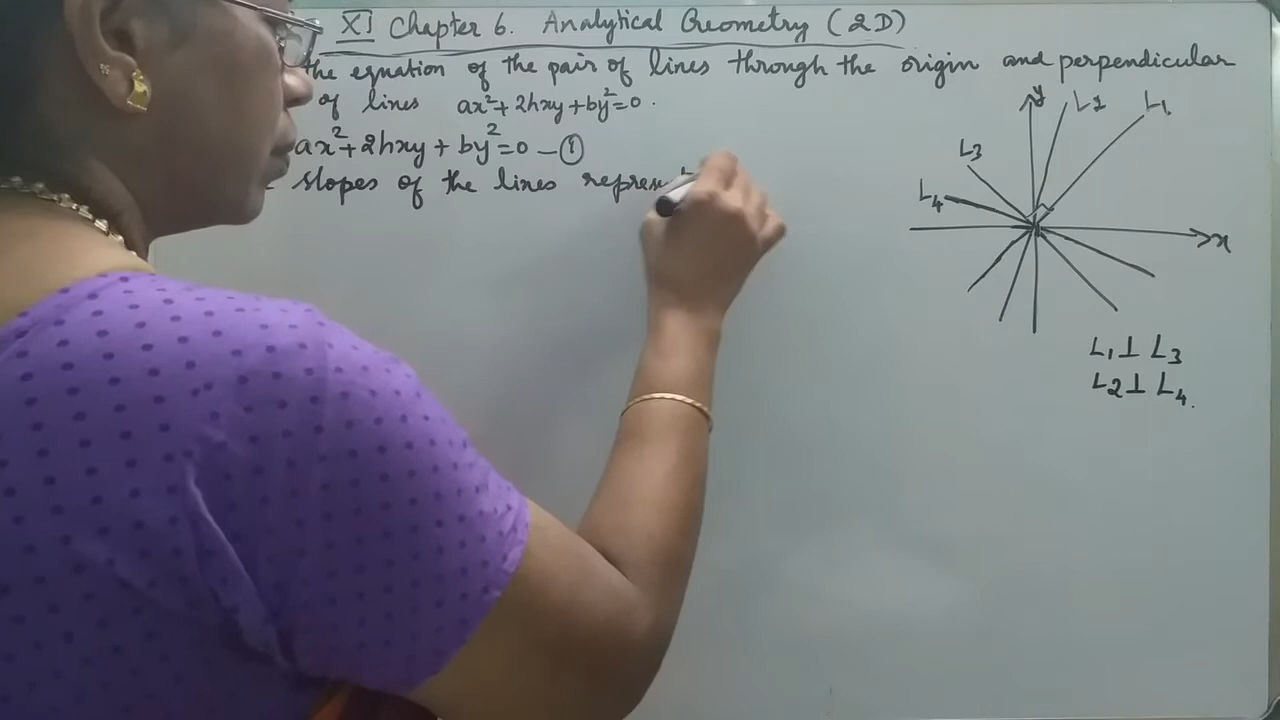 XI Chapter 6. Analytical Geometry (2D)
the equation of the pair of lines through the origin and perpendicular
of lines ax²+2hxy+by²=0.
ax²+2hxy+by²=0 — ①
slopes of the lines represent
y
L2
L1
L3
L4
x
L1 ⊥ L3
L2 ⊥ L4.